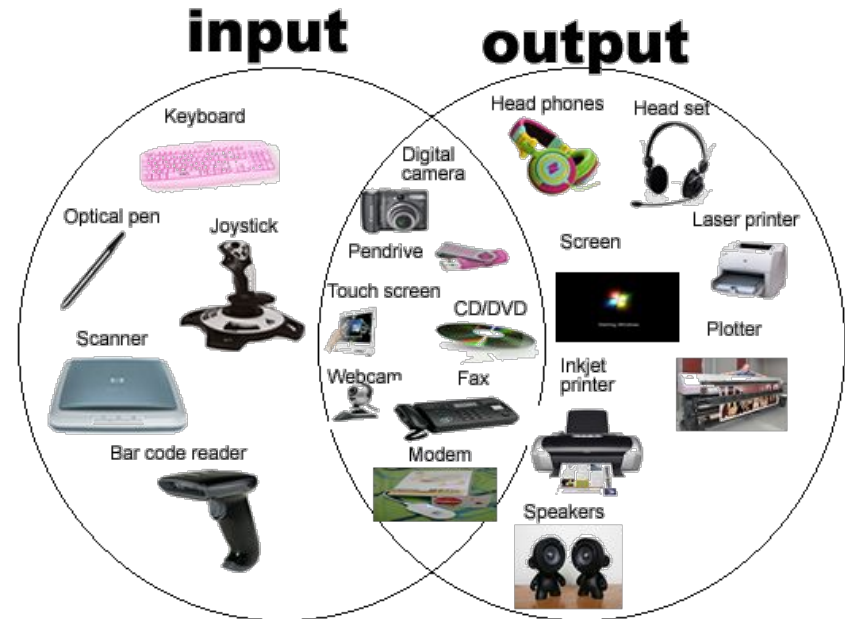 input
output
Keyboard
Head phones
Head set
Digital
camera
Optical pen
Joystick
Laser printer
Pendrive
Screen
Touch screen
CD/DVD
Scanner
Plotter
Webcam
Fax
Inkjet
printer
Bar code reader
Modem
Speakers